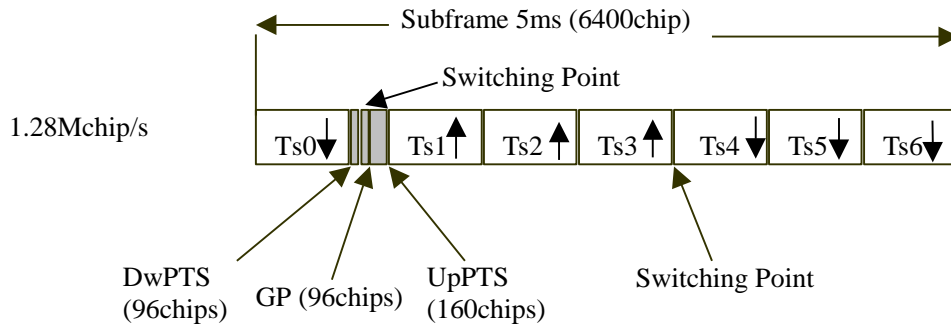 Subframe 5ms (6400chip)
Switching Point
1.28Mchip/s
Ts0 Ts1 Ts2 Ts3 Ts4 Ts5 Ts6
DwPTS
(96chips)
GP (96chips)
UpPTS
(160chips)
Switching Point